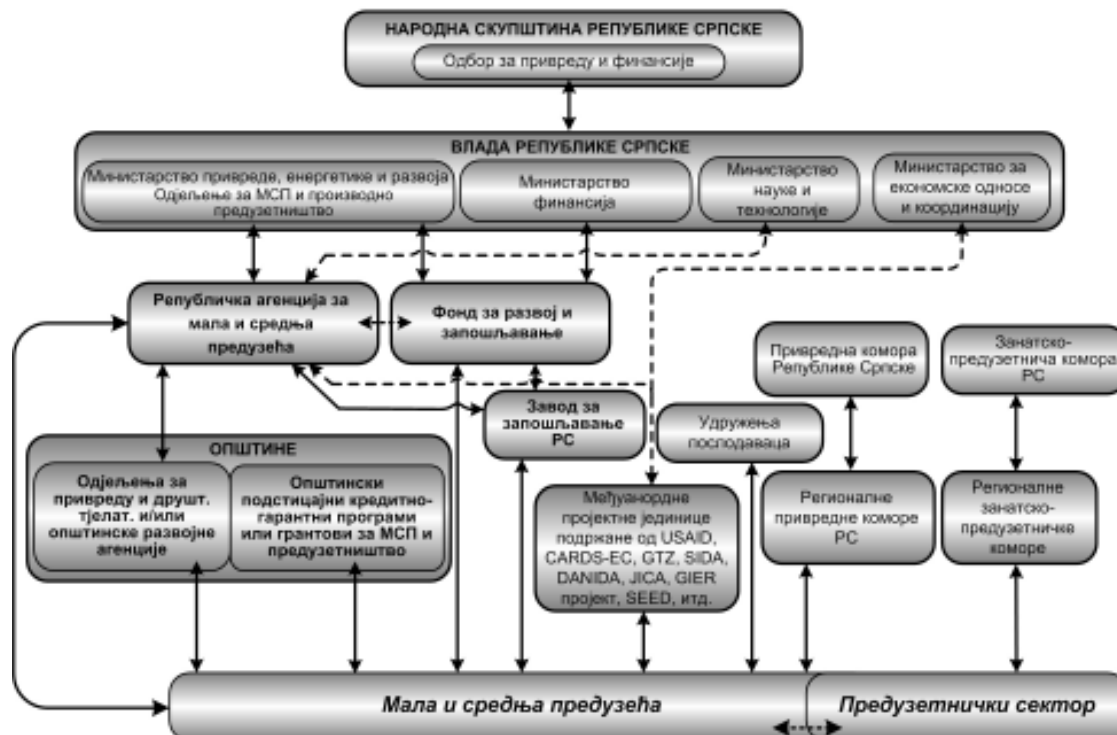 НАРОДНА СКУПШТИНА РЕПУБЛИКЕ СРПСКЕ
Одбор за привреду и финансије
ВЛАДА РЕПУБЛИКЕ СРПСКЕ
Министарство привреде, енергетике и развоја
Одјељење за МСП и производно
предузетништво
Министарство
финансија
Министарство
науке и
технологије
Министарство за
економске односе
и координацију
Републичка агенција за
мала и средња
предузећа
Фонд за развој и
запошљавање
Привредна комора
Републике Српске
Занатско-
предузетнича комора
РС
Завод за
запошљавање
РС
Удружења
послодаваца
ОПШТИНЕ
Одјељења за
привреду и друшт.
тјелат. и/или
општинске развојне
агенције
Општински
подстицајни кредитно-
гарантни програми
или грантови за МСП и
предузетништво
Међуанордне
пројектне јединице
подржане од USAID,
CARDS-EC, GTZ, SIDA,
DANIDA, JICA, GIER
пројект, SEED, итд.
Регионалне
привредне коморе
РС
Регионалне
занатско-
предузетничке
коморе
Мала и средња предузећа
Предузетнички сектор